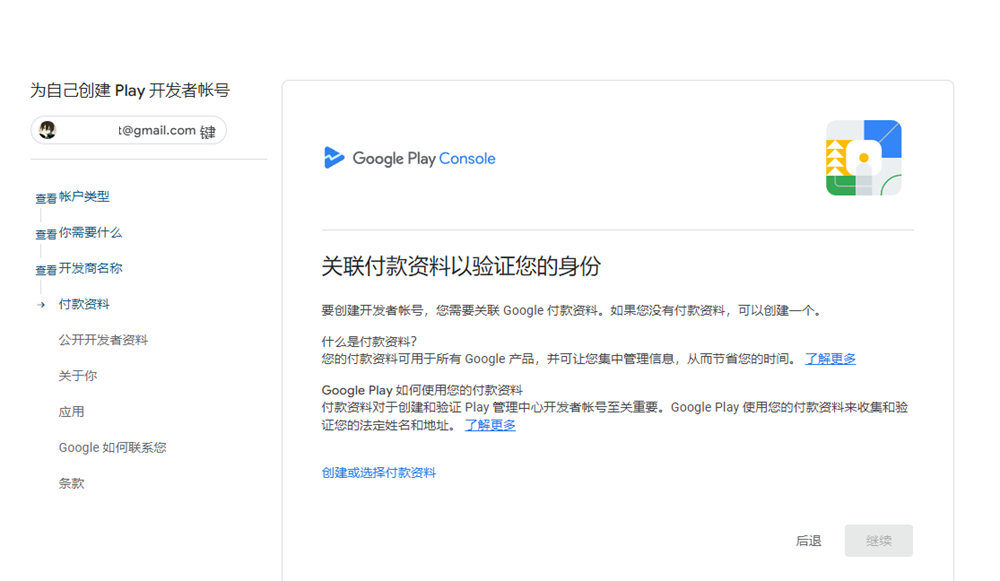 为自己创建 Play 开发者帐号
t@gmail.com 键
查看 帐户类型
查看 你需要什么
查看 开发商名称
付款资料
公开开发者资料
关于你
应用
Google 如何联系您
条款
Google Play Console
关联付款资料以验证您的身份
要创建开发者帐号，您需要关联 Google 付款资料。如果您没有付款资料，可以创建一个。
什么是付款资料？
您的付款资料可用于所有 Google 产品，并可让您集中管理信息，从而节省您的时间。 了解更多
Google Play 如何使用您的付款资料
付款资料对于创建和验证 Play 管理中心开发者帐号至关重要。Google Play 使用您的付款资料来收集和验
证您的法定姓名和地址。 了解更多
创建或选择付款资料
后退
继续